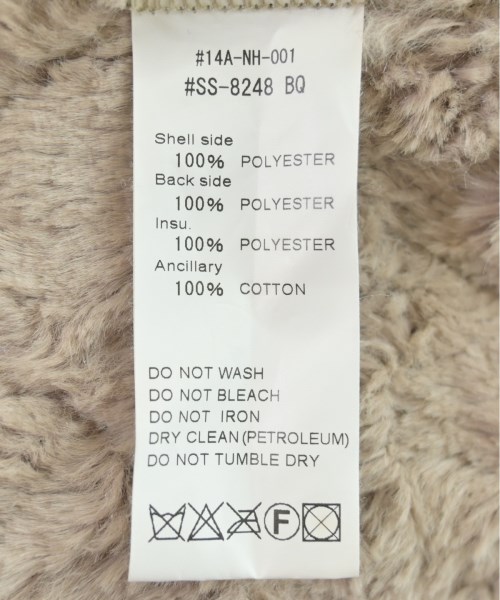 #14A-NH-001
#SS-8248 BQ
Shell side
100% POLYESTER
Back side
100% POLYESTER
Insu.
100% POLYESTER
Ancillary
100% COTTON
DO NOT WASH
DO NOT BLEACH
DO NOT IRON
DRY CLEAN(PETROLEUM)
DO NOT TUMBLE DRY
F